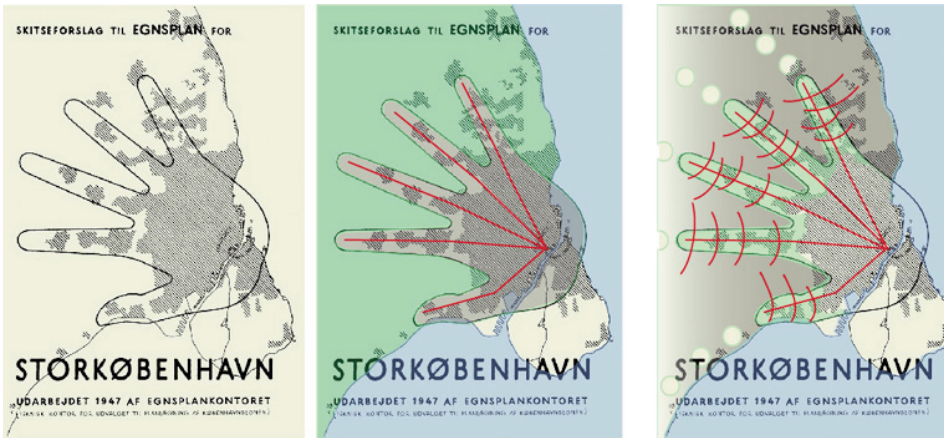 SKITSEFORSLAG TIL EGNSPLAN FOR
STORKØBENHAVN
UDARBEJDET 1947 AF EGNSPLANKONTORET
SKITSEFORSLAG TIL EGNSPLAN FOR
STORKØBENHAVN
UDARBEJDET 1947 AF EGNSPLANKONTORET
SKITSEFORSLAG TIL EGNSPLAN FOR
STORKØBENHAVN
UDARBEJDET 1947 AF EGNSPLANKONTORET